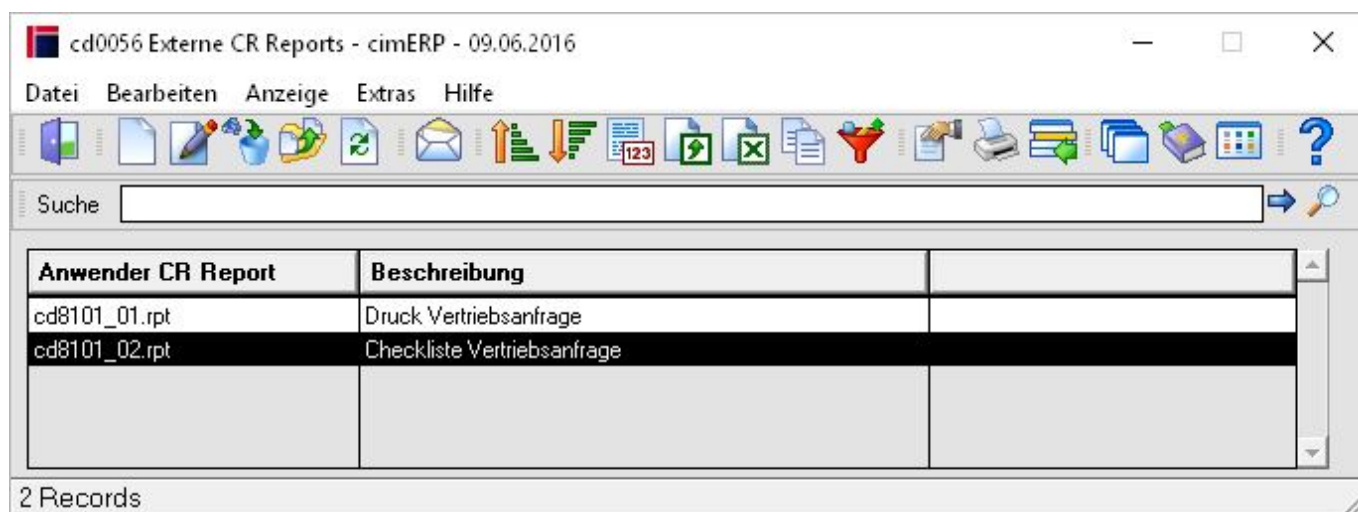 cd0056 Externe CR Reports - cimERP - 09.06.2016
Datei Bearbeiten Anzeige Extras Hilfe
123
Suche
Anwender CR Report Beschreibung
cd8101_01.rpt Druck Vertriebsanfrage
cd8101_02.rpt Checkliste Vertriebsanfrage
2 Records